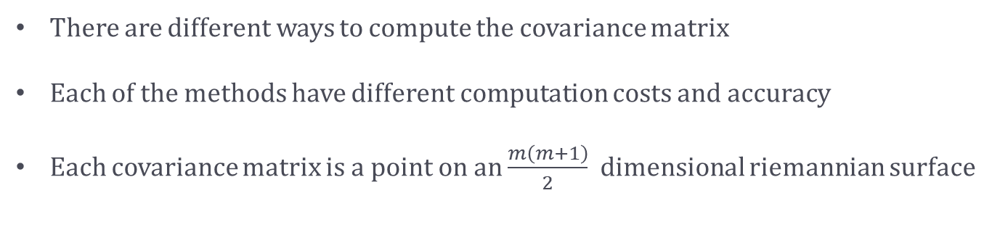 • There are different ways to compute the covariance matrix
• Each of the methods have different computation costs and accuracy
• Each covariance matrix is a point on an $\frac{m(m+1)}{2}$ dimensional riemannian surface